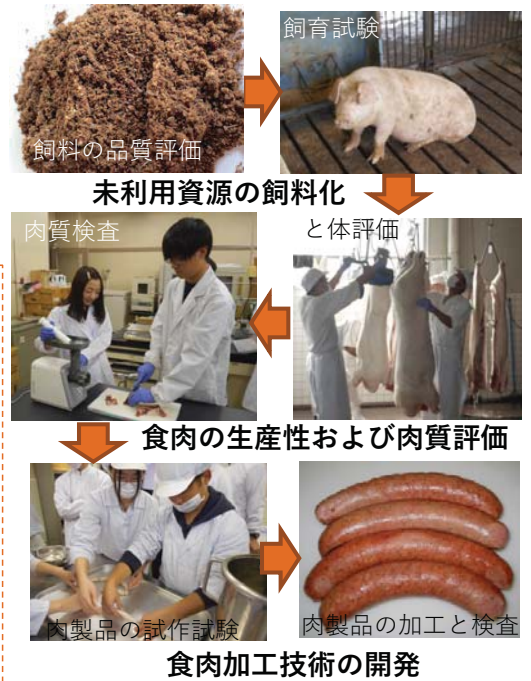 飼料の品質評価
飼育試験
未利用資源の飼料化
肉質検査
と体評価
食肉の生産性および肉質評価
肉製品の試作試験
肉製品の加工と検査
食肉加工技術の開発